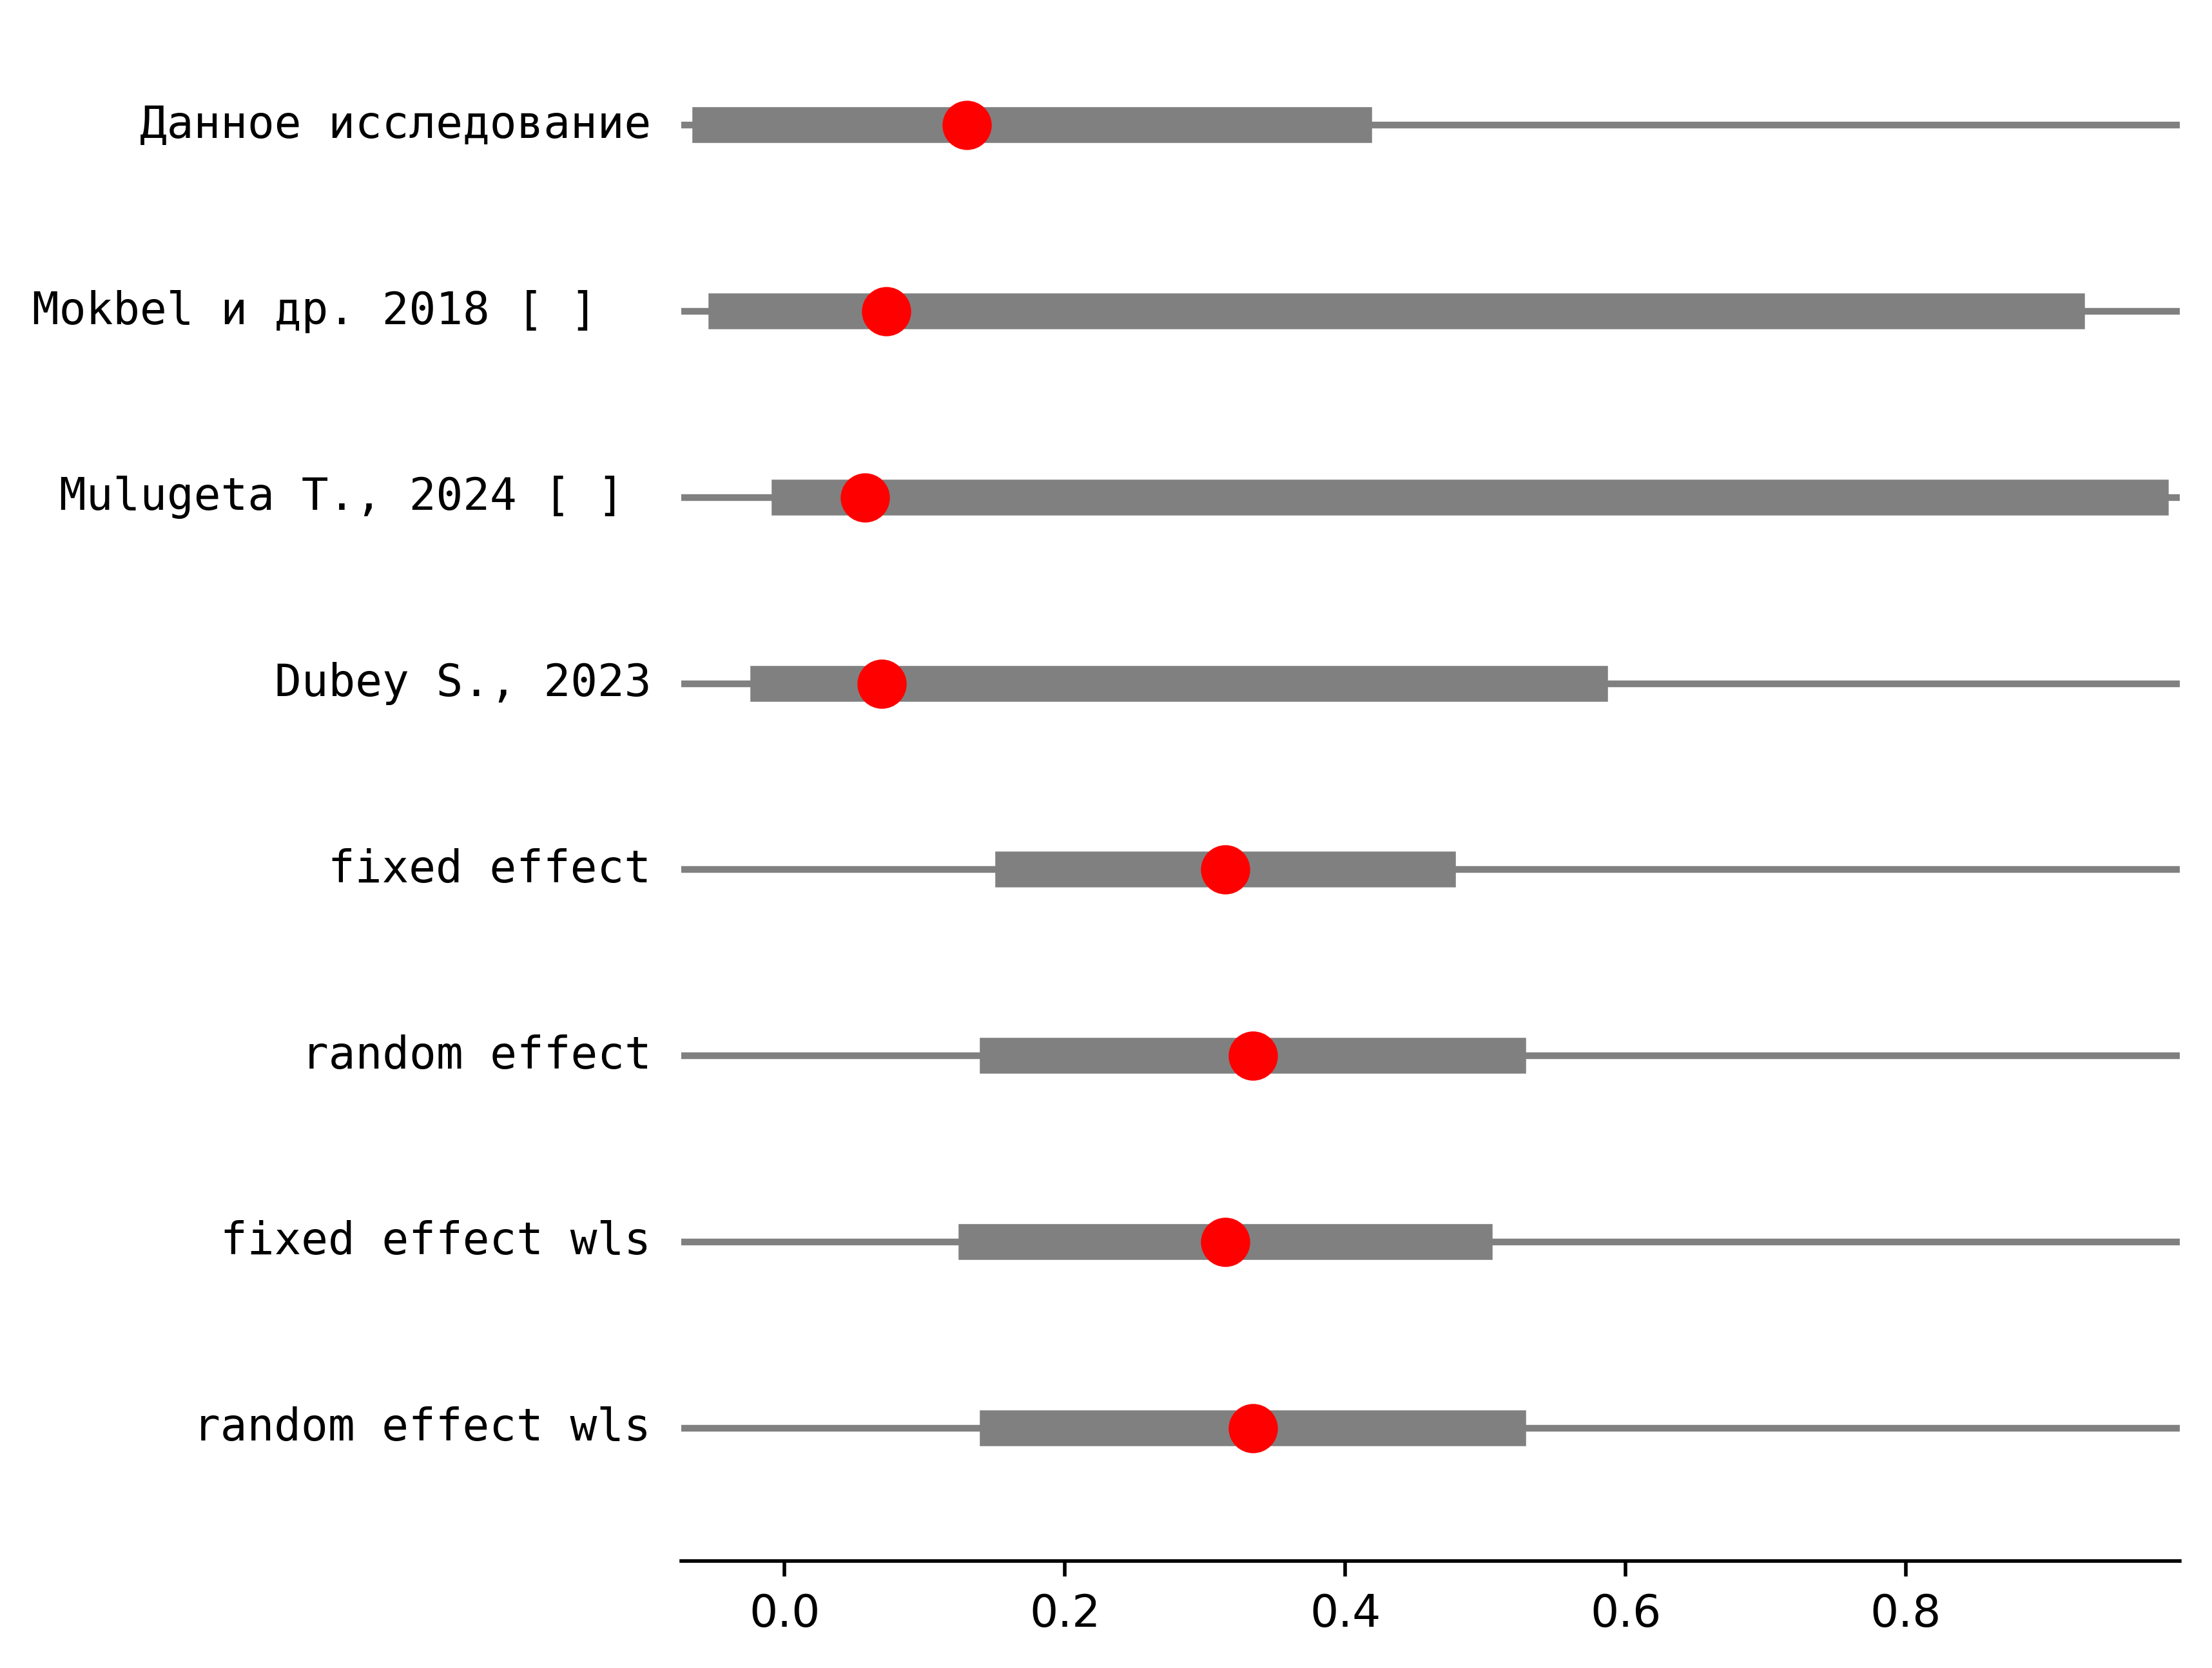 Данное исследование
Mokbel и др. 2018 [ ]
Mulugeta T., 2024 [ ]
Dubey S., 2023
fixed effect
random effect
fixed effect wls
random effect wls
0.0 0.2 0.4 0.6 0.8